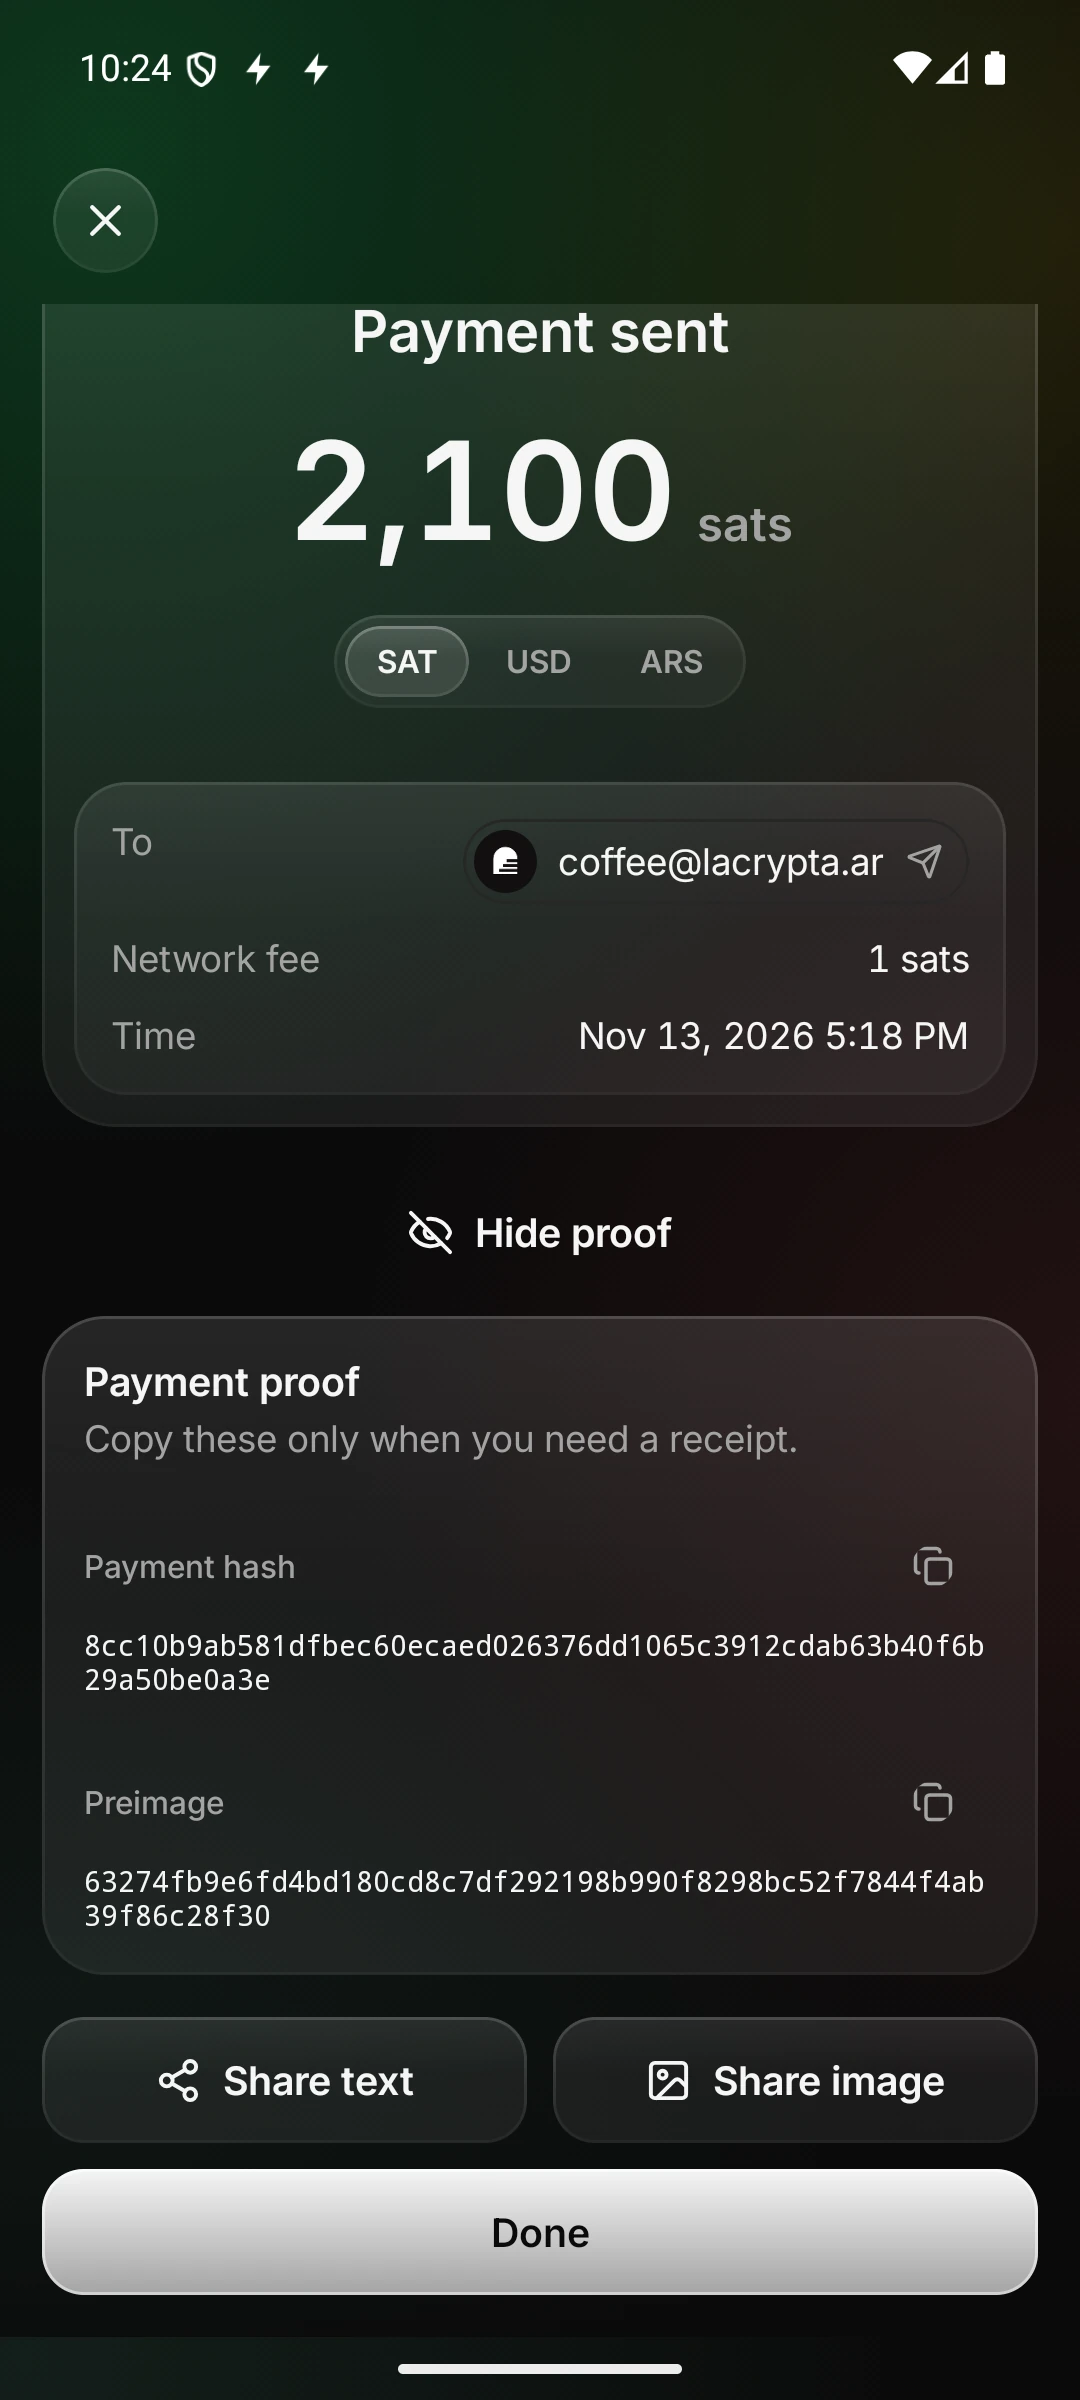 10:24
Payment sent
2,100 sats
SAT USD ARS
To coffee@lacrypta.ar
Network fee 1 sats
Time Nov 13, 2026 5:18 PM
Hide proof
Payment proof
Copy these only when you need a receipt.
Payment hash
8cc10b9ab581dfbec60ecaed026376dd1065c3912cdab63b40f6b
29a50be0a3e
Preimage
63274fb9e6fd4bd180cd8c7df292198b990f8298bc52f7844f4ab
39f86c28f30
Share text Share image
Done